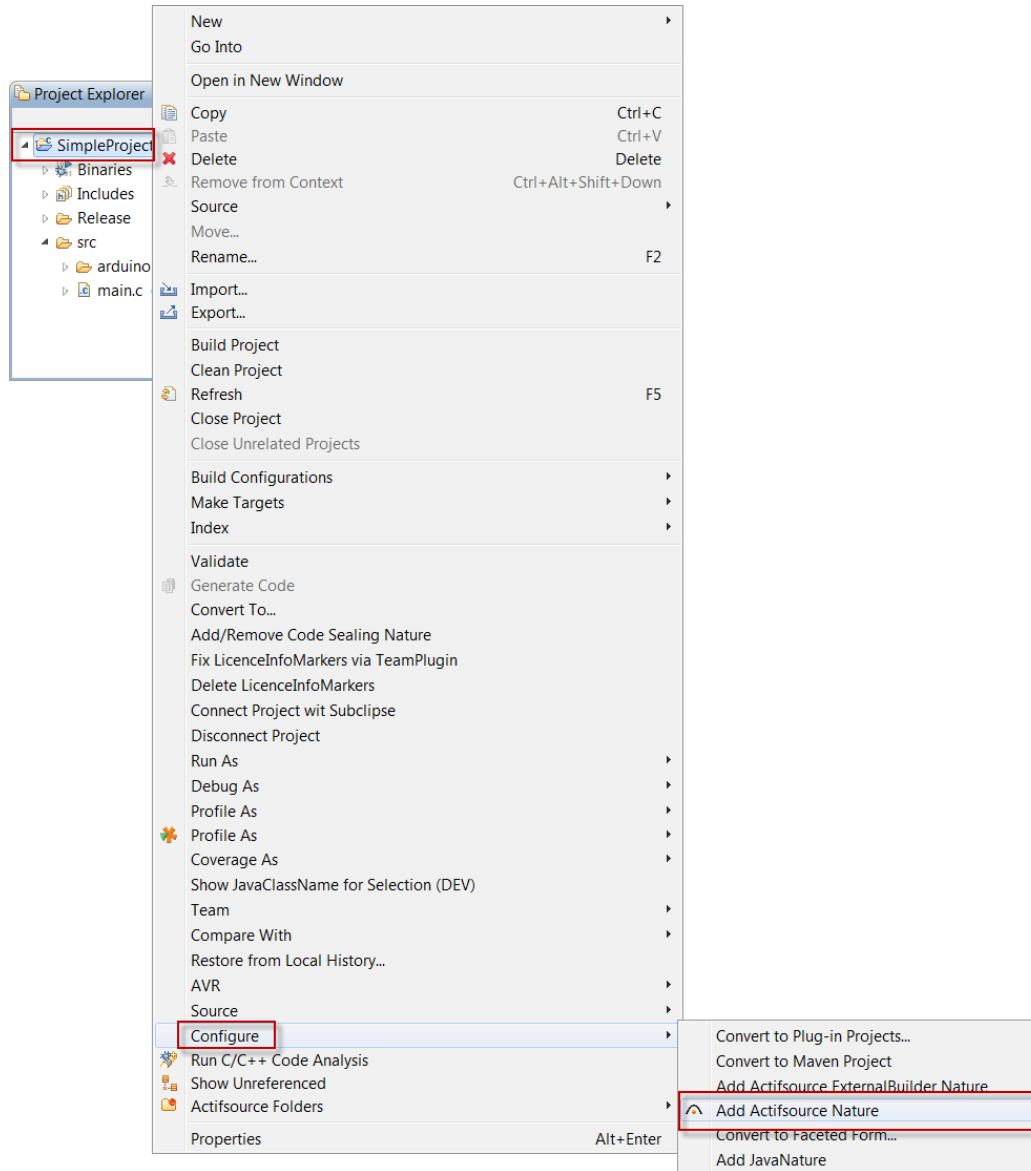 Project Explorer
SimpleProject
Binaries
Includes
Release
src
arduino
main.c
New
Go Into
Open in New Window
Copy Ctrl+C
Paste Ctrl+V
Delete Delete
Remove from Context Ctrl+Alt+Shift+Down
Source
Move...
Rename... F2
Import...
Export...
Build Project
Clean Project
Refresh F5
Close Project
Close Unrelated Projects
Build Configurations
Make Targets
Index
Validate
Generate Code
Convert To...
Add/Remove Code Sealing Nature
Fix LicenceInfoMarkers via TeamPlugin
Delete LicenceInfoMarkers
Connect Project wit Subclipse
Disconnect Project
Run As
Debug As
Profile As
Profile As
Coverage As
Show JavaClassName for Selection (DEV)
Team
Compare With
Restore from Local History...
AVR
Source
Configure
Run C/C++ Code Analysis
Show Unreferenced
Actifsource Folders
Properties Alt+Enter
Convert to Plug-in Projects...
Convert to Maven Project
Add Actifsource ExternalBuilder Nature
Add Actifsource Nature
Convert to Faceted Form...
Add JavaNature